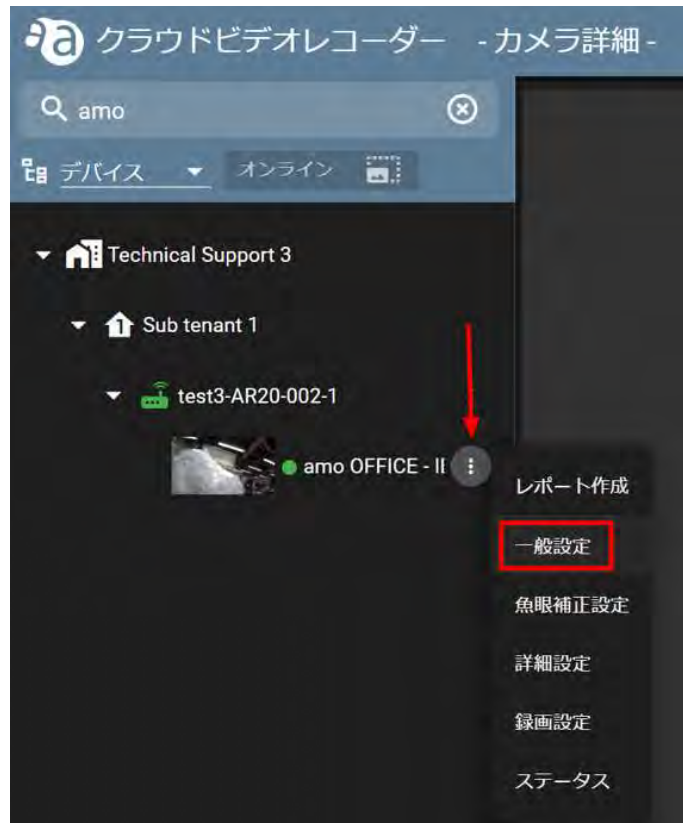 クラウドビデオレコーダー - カメラ詳細 -
amo
デバイス オンライン
Technical Support 3
Sub tenant 1
test3-AR20-002-1
amo OFFICE -
レポート作成
一般設定
魚眼補正設定
詳細設定
録画設定
ステータス